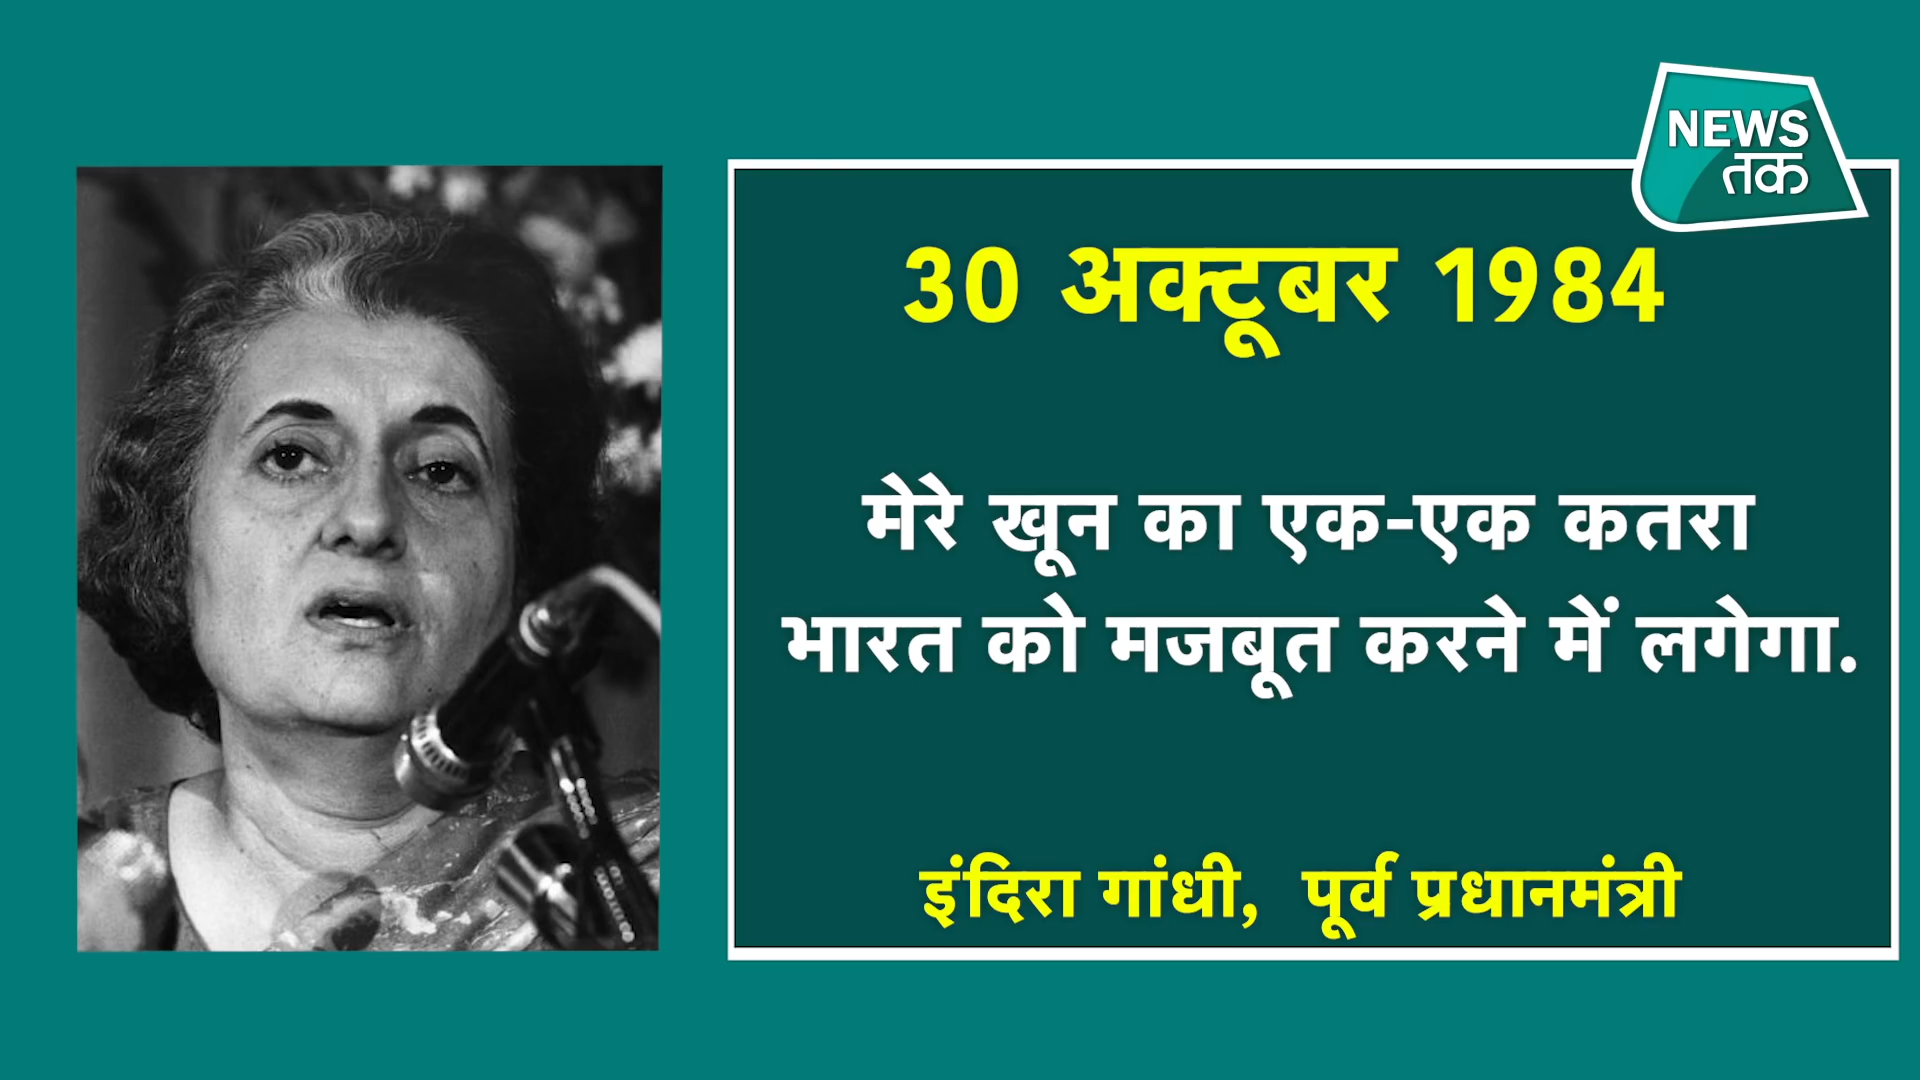 NEWS
तक
30 अक्टूबर 1984
मेरे खून का एक-एक कतरा
भारत को मजबूत करने में लगेगा.
इंदिरा गांधी, पूर्व प्रधानमंत्री